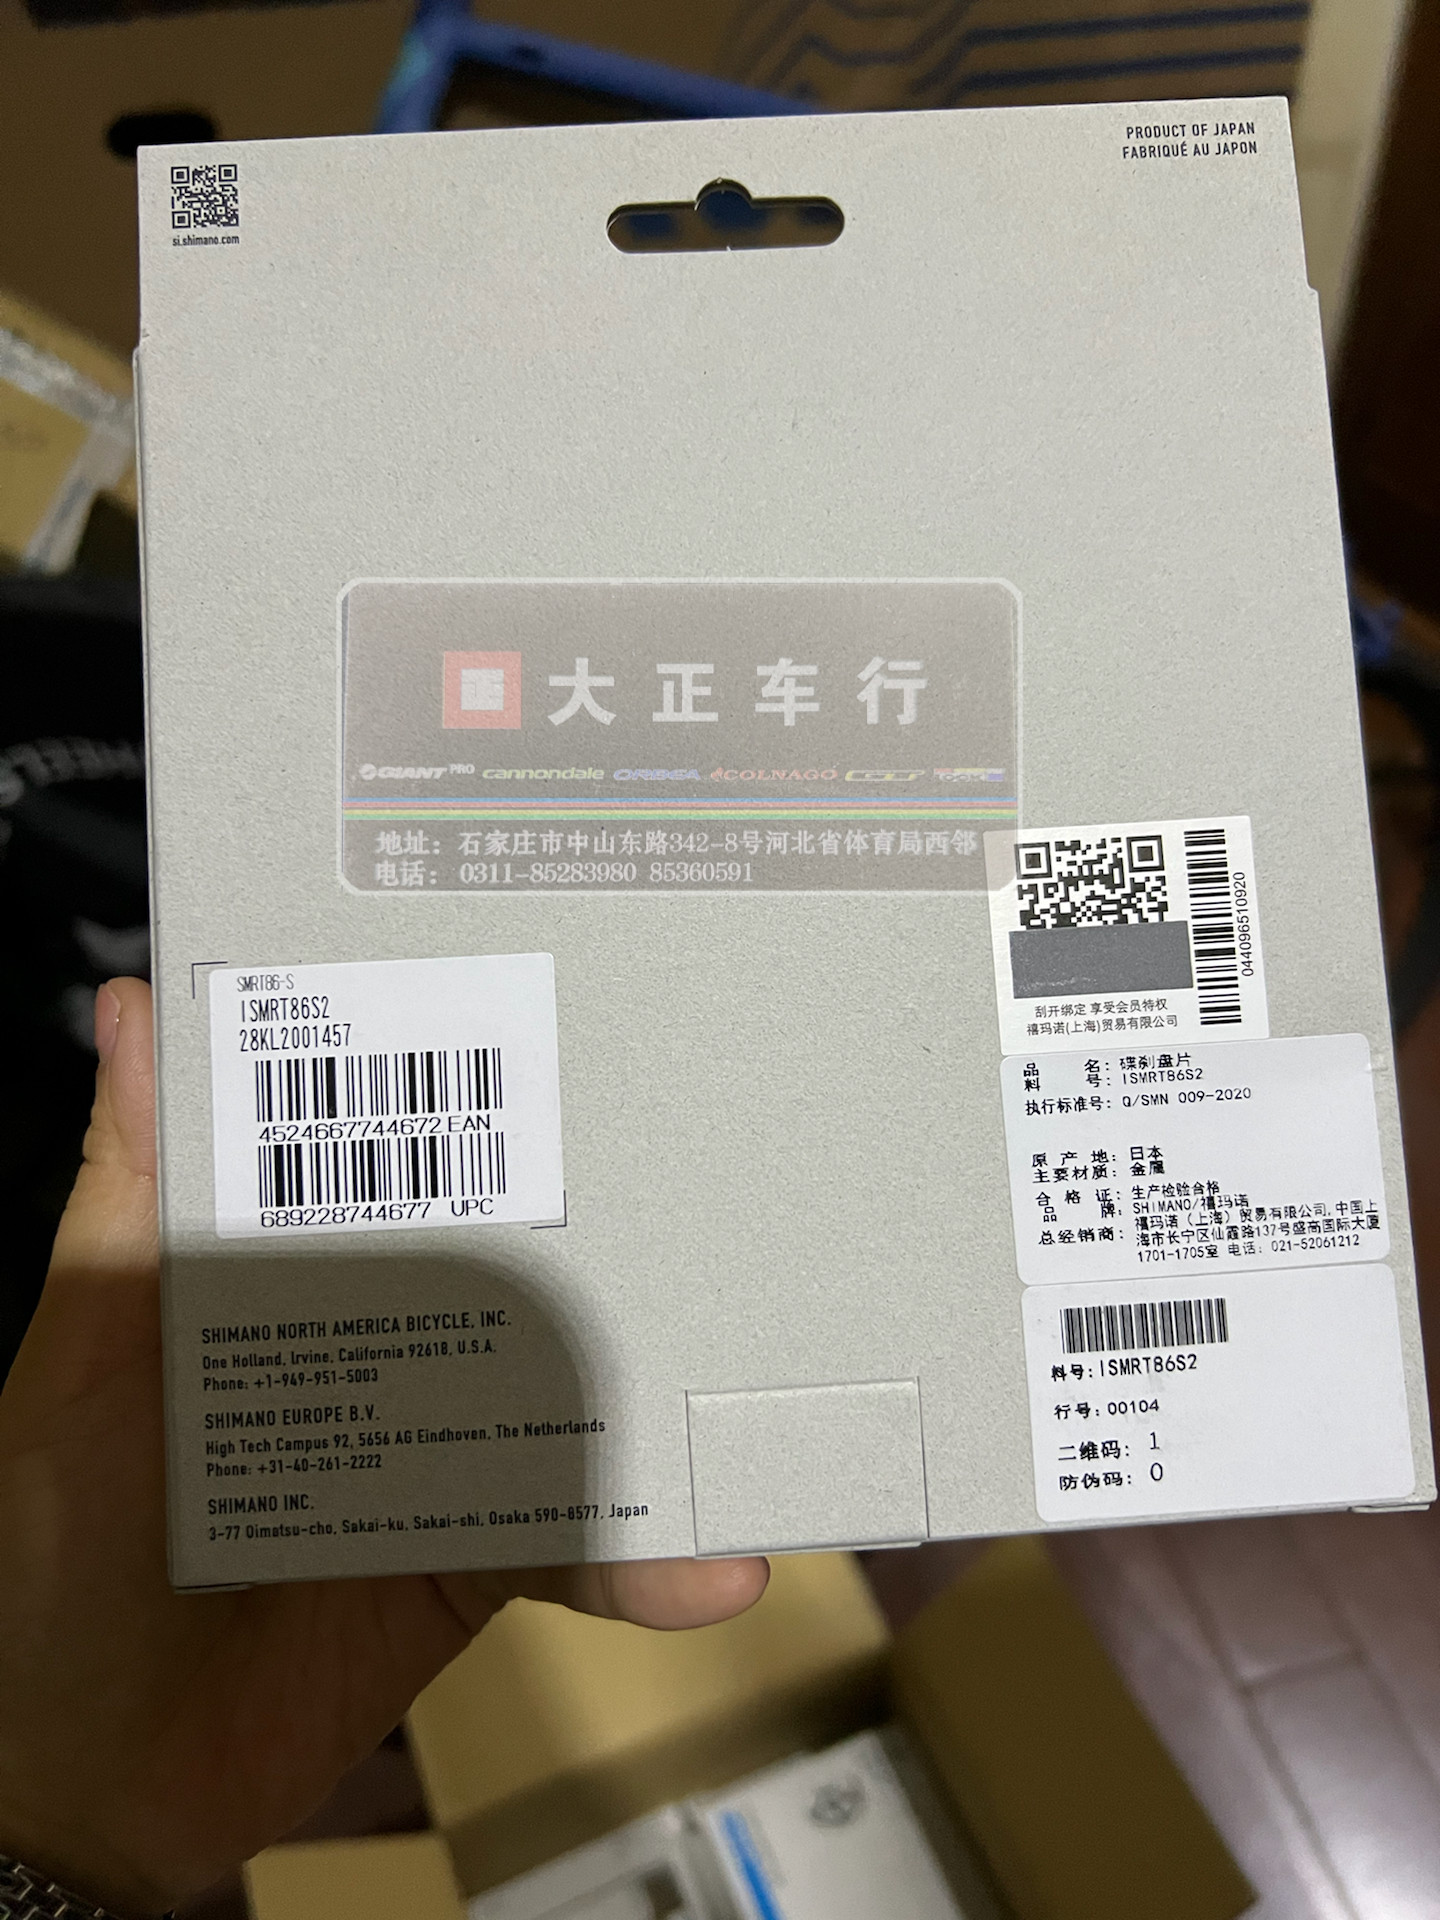 PRODUCT OF JAPAN
FABRIQUÉ AU JAPON
si.shimano.com
大正车行
GIANT PRO cannondale ORBEA COLNAGO
地址：石家庄市中山东路342-8号河北省体育局西邻
电话：0311-85283980 85360591
044096510920
刮开绑定 享受会员特权
禧玛诺(上海)贸易有限公司
SMRT86-S
ISMRT86S2
28KL2001457
4524667744672 EAN
689228744677 UPC
品名：碟刹盘片
料号：ISMRT86S2
执行标准号：Q/SMN 009-2020
原产地：日本
主要材质：金属
合格证：生产检验合格
品牌：SHIMANO/禧玛诺
总经销商：禧玛诺（上海）贸易有限公司,中国上
海市长宁区仙霞路137号盛高国际大厦
1701-1705室 电话：021-52061212
料号：ISMRT86S2
行号：00104
二维码：1
防伪码：0
SHIMANO NORTH AMERICA BICYCLE, INC.
One Holland, Irvine, California 92618, U.S.A.
Phone: +1-949-951-5003
SHIMANO EUROPE B.V.
High Tech Campus 92, 5656 AG Eindhoven, The Netherlands
Phone: +31-40-261-2222
SHIMANO INC.
3-77 Oimatsu-cho, Sakai-ku, Sakai-shi, Osaka 590-8577, Japan